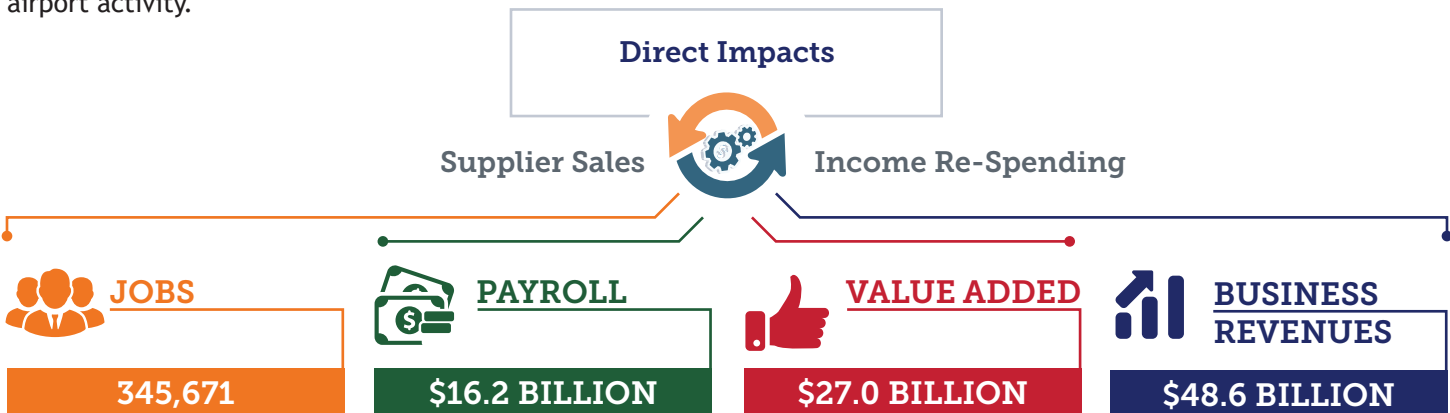 airport activity.
Direct Impacts
Supplier Sales
Income Re-Spending
JOBS
345,671
PAYROLL
$16.2 BILLION
VALUE ADDED
$27.0 BILLION
BUSINESS
REVENUES
$48.6 BILLION